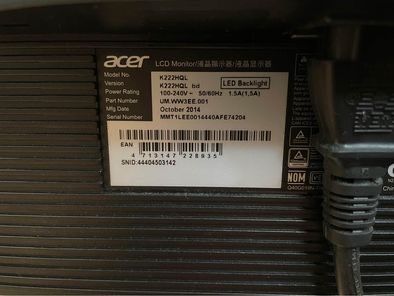 acer LCD Monitor/液晶顯示器/液晶显示器
Model No. : K222HQL
Version : K222HQL bd LED Backlight
Power Rating : 100-240V~ 50/60Hz 1.5A(1,5A)
Part Number : UM.WW3EE.001
Mfg Date : October 2014
Serial Number : MMT1LEE0014440AFE74204
EAN
4 713147 228935
SNID:44404503142
NOM